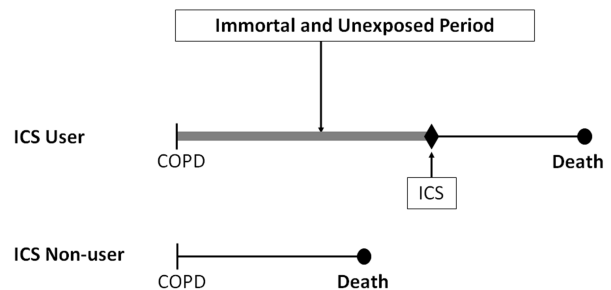 Immortal and Unexposed Period
ICS User
COPD
Death
ICS
ICS Non-user
COPD
Death